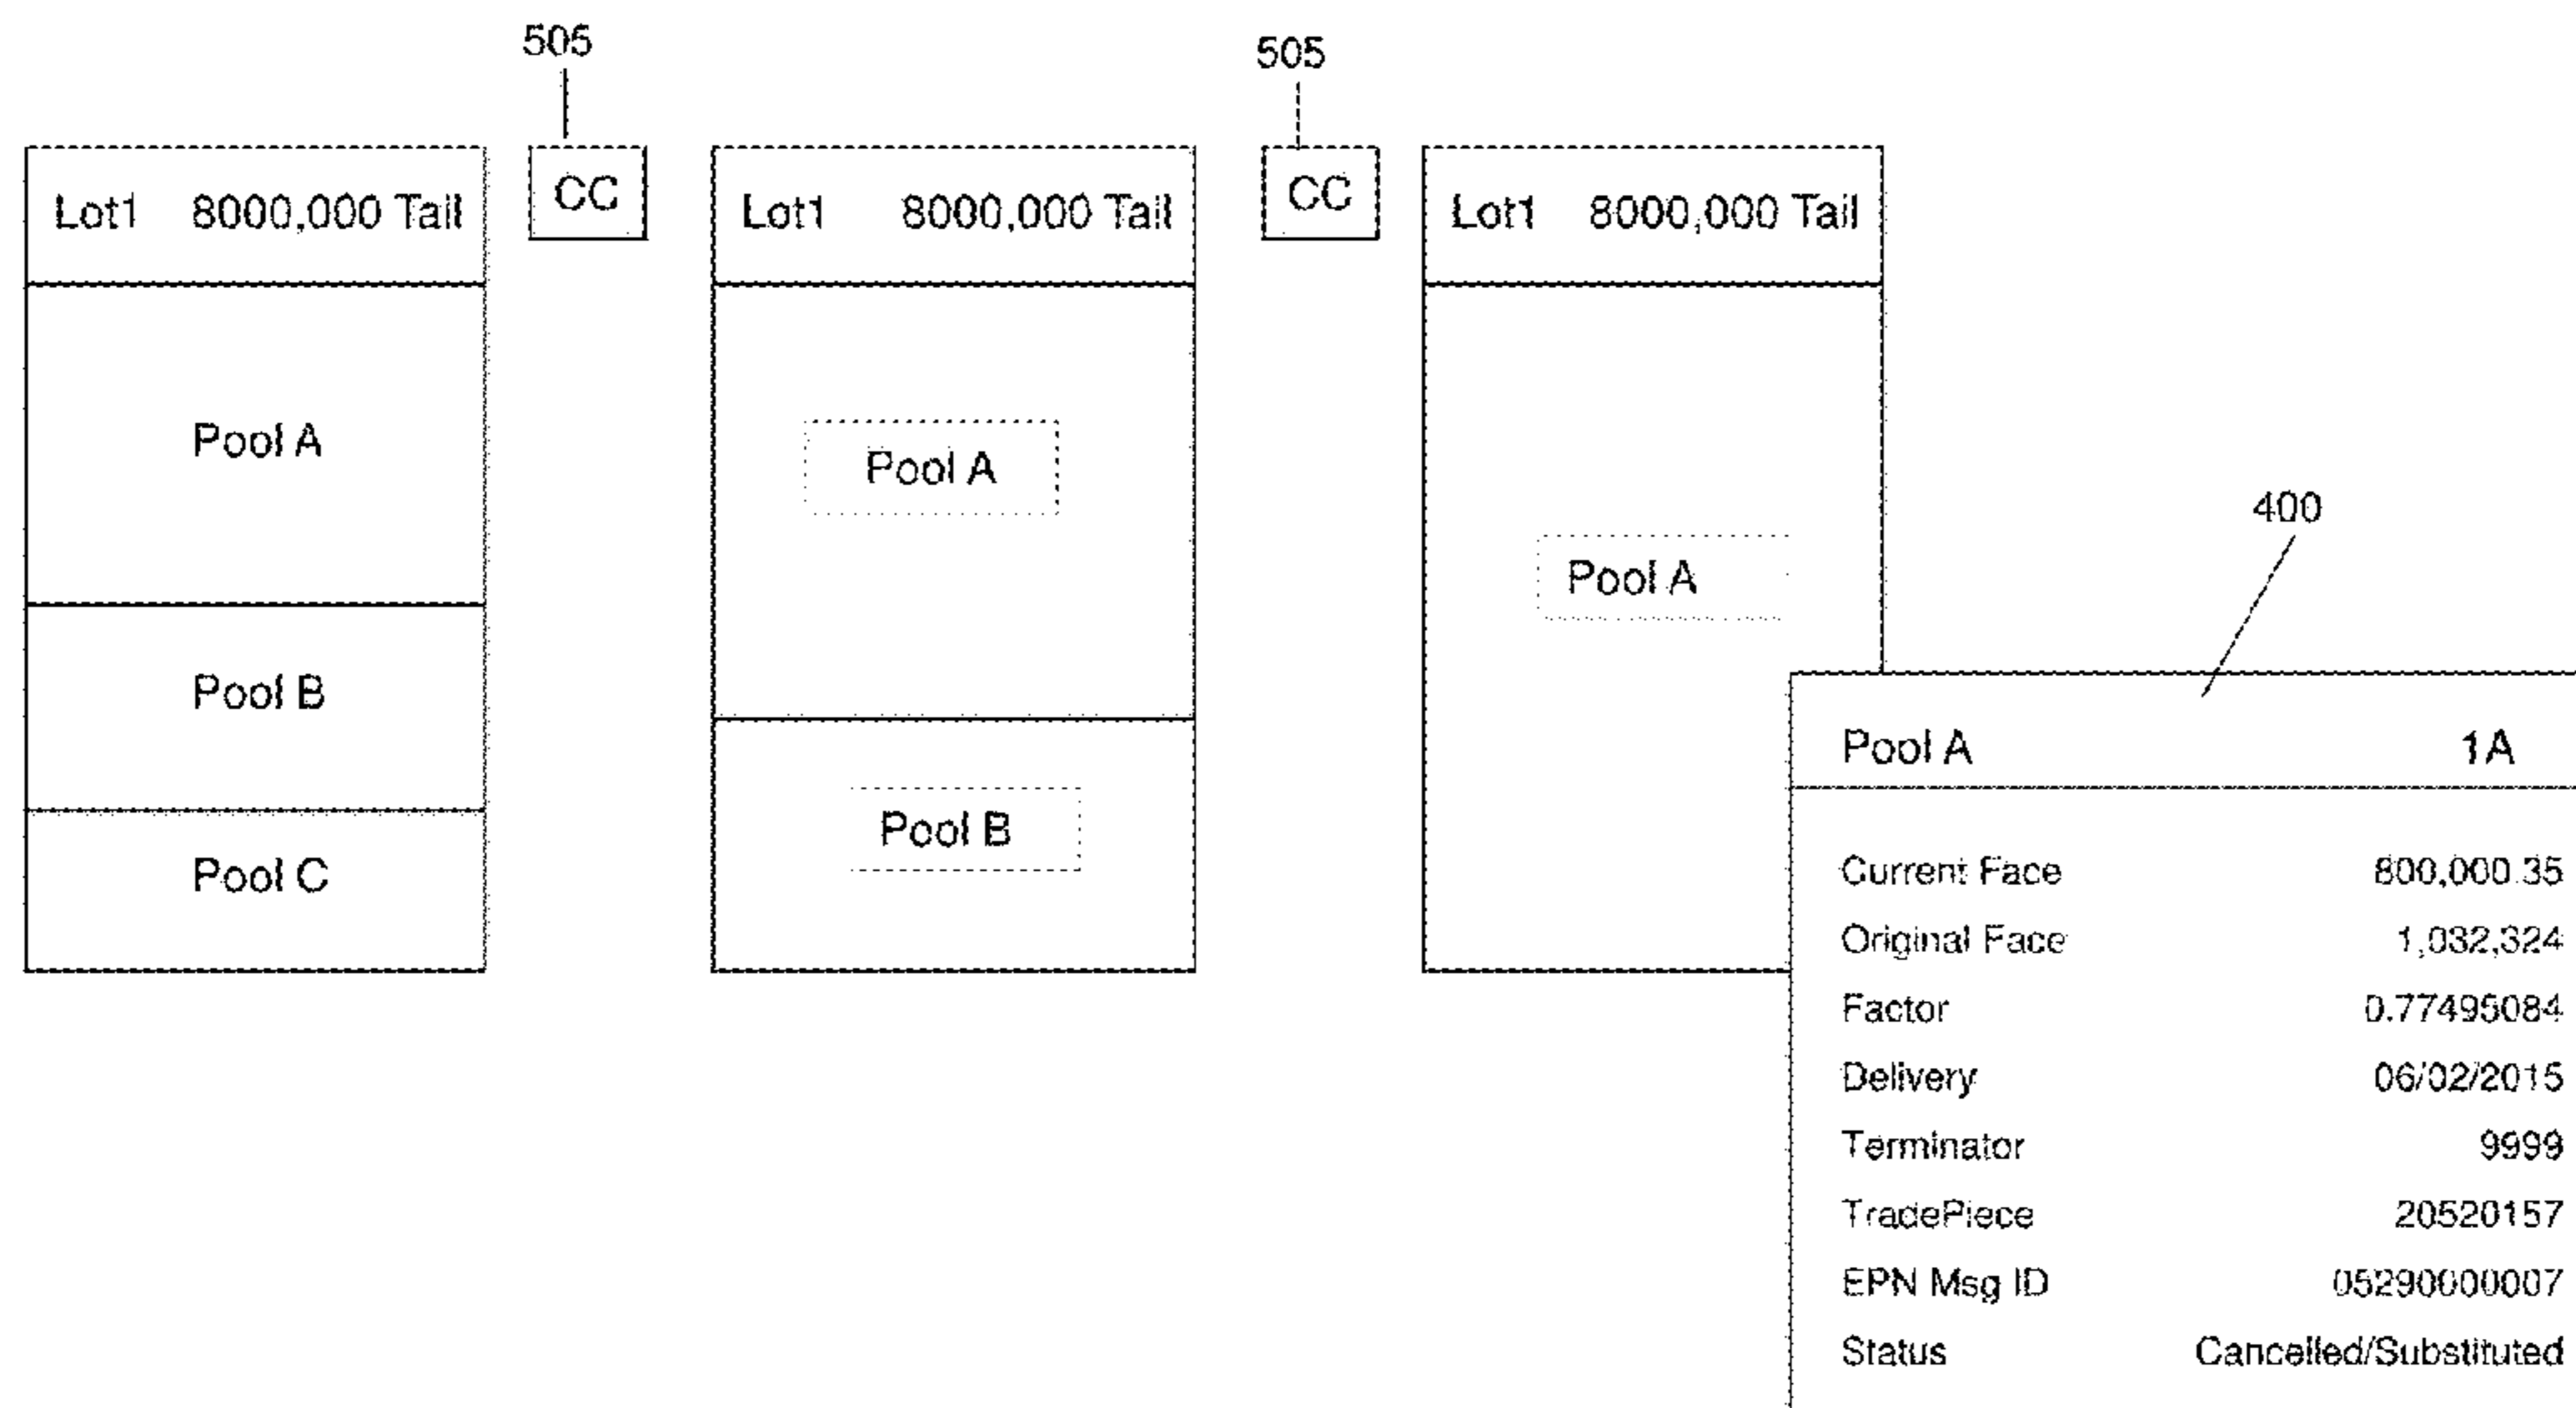 505
505
Lot1 8000,000 Tail
CC
Lot1 8000,000 Tail
CC
Lot1 8000,000 Tail
Pool A
Pool B
Pool C
Pool A
Pool B
Pool A
400
Pool A 1A
Current Face 800,000.35
Original Face 1,032,324
Factor 0.77495084
Delivery 06/02/2015
Terminator 9999
TradePiece 20520157
EPN Msg ID 05290000007
Status Cancelled/Substituted